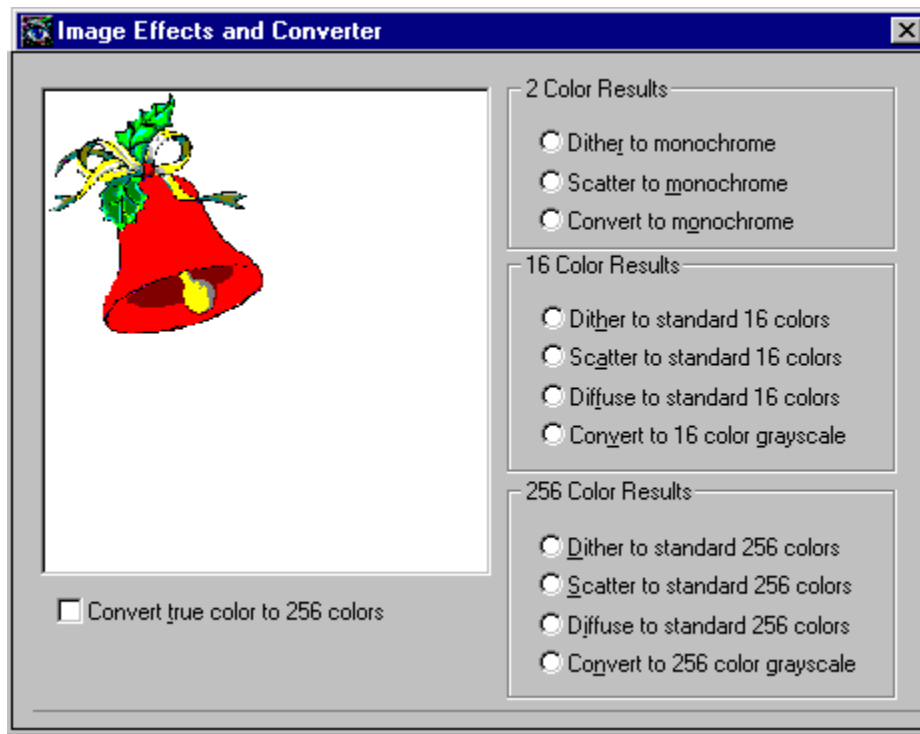 Image Effects and Converter
2 Color Results
Dither to monochrome
Scatter to monochrome
Convert to monochrome
16 Color Results
Dither to standard 16 colors
Scatter to standard 16 colors
Diffuse to standard 16 colors
Convert to 16 color grayscale
256 Color Results
Dither to standard 256 colors
Scatter to standard 256 colors
Diffuse to standard 256 colors
Convert to 256 color grayscale
Convert true color to 256 colors